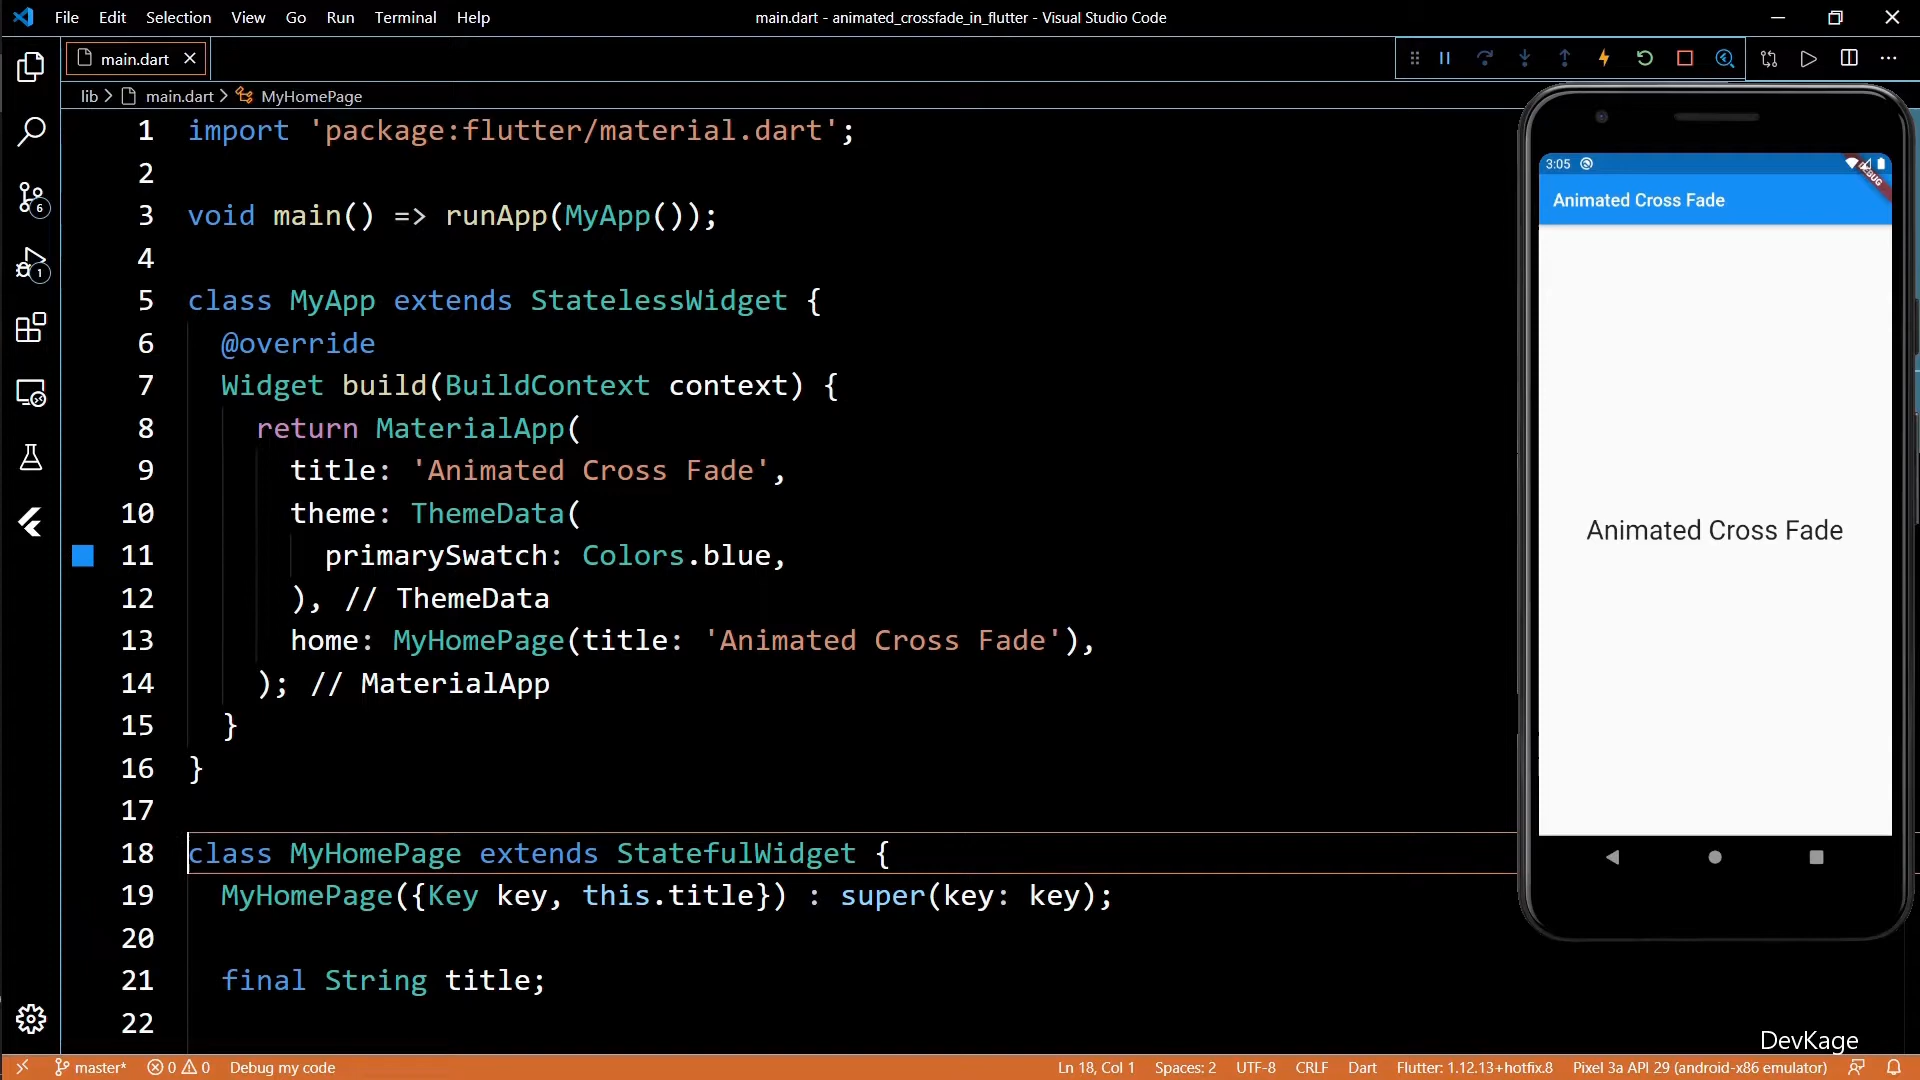 File Edit Selection View Go Run Terminal Help
main.dart - animated_crossfade_in_flutter - Visual Studio Code
main.dart
lib > main.dart > MyHomePage
1 import 'package:flutter/material.dart';
2
3 void main() => runApp(MyApp());
4
5 class MyApp extends StatelessWidget {
6 @override
7 Widget build(BuildContext context) {
8 return MaterialApp(
9 title: 'Animated Cross Fade',
10 theme: ThemeData(
11 primarySwatch: Colors.blue,
12 ), // ThemeData
13 home: MyHomePage(title: 'Animated Cross Fade'),
14 ); // MaterialApp
15 }
16 }
17
18 class MyHomePage extends StatefulWidget {
19 MyHomePage({Key key, this.title}) : super(key: key);
20
21 final String title;
22
6
1
3:05
DEBUG
Animated Cross Fade
Animated Cross Fade
DevKage
master* 0 0 Debug my code
Ln 18, Col 1 Spaces: 2 UTF-8 CRLF Dart Flutter: 1.12.13+hotfix.8 Pixel 3a API 29 (android-x86 emulator)